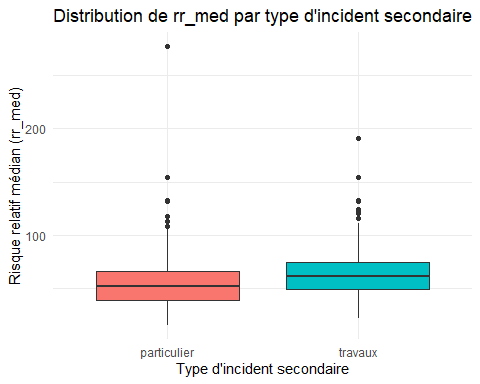 Distribution de rr_med par type d'incident secondaire
Risque relatif médian (rr_med)
200
100
particulier
travaux
Type d'incident secondaire